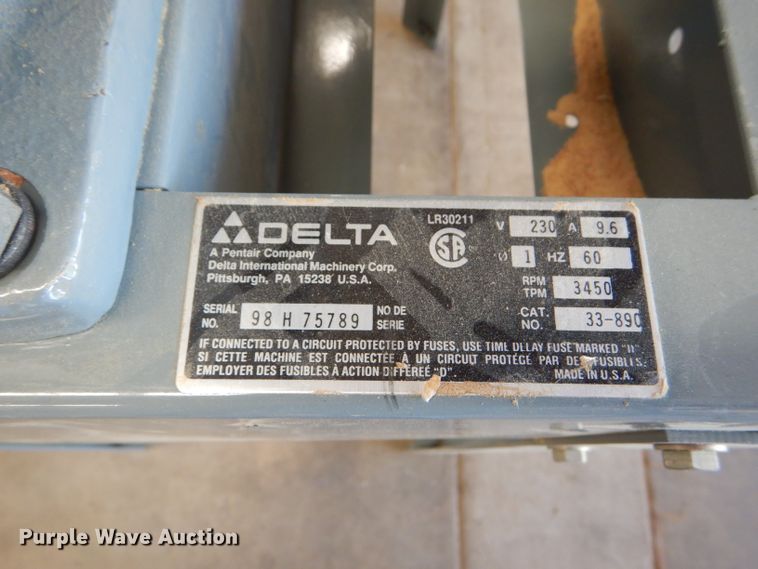 DELTA
A Pentair Company
Delta International Machinery Corp.
Pittsburgh, PA 15238 U.S.A.
LR30211
V 230 A 9.6
Ø 1 HZ 60
RPM
TPM 3450
SERIAL NO. 98 H 75789 NO DE SERIE
CAT. NO. 33-890
IF CONNECTED TO A CIRCUIT PROTECTED BY FUSES, USE TIME DELAY FUSE MARKED "D"
SI CETTE MACHINE EST CONNECTÉE À UN CIRCUIT PROTÉGÉ PAR DES FUSIBLES
EMPLOYER DES FUSIBLES À ACTION DIFFÉREÉ "D". MADE IN U.S.A.
Purple Wave Auction